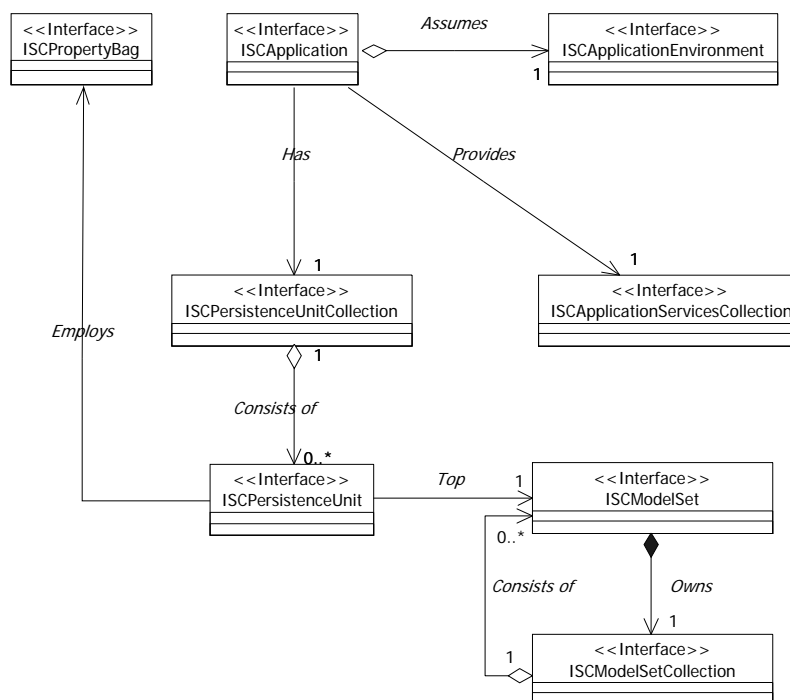 <<Interface>>
ISCPropertyBag
<<Interface>>
ISCApplication
Assumes
1
<<Interface>>
ISCApplicationEnvironment
Has
Provides
1
1
<<Interface>>
ISCPersistenceUnitCollection
<<Interface>>
ISCApplicationServicesCollection
Employs
1
Consists of
0..*
<<Interface>>
ISCPersistenceUnit
Top
1
<<Interface>>
ISCModelSet
0..*
Consists of
Owns
1
1
<<Interface>>
ISCModelSetCollection